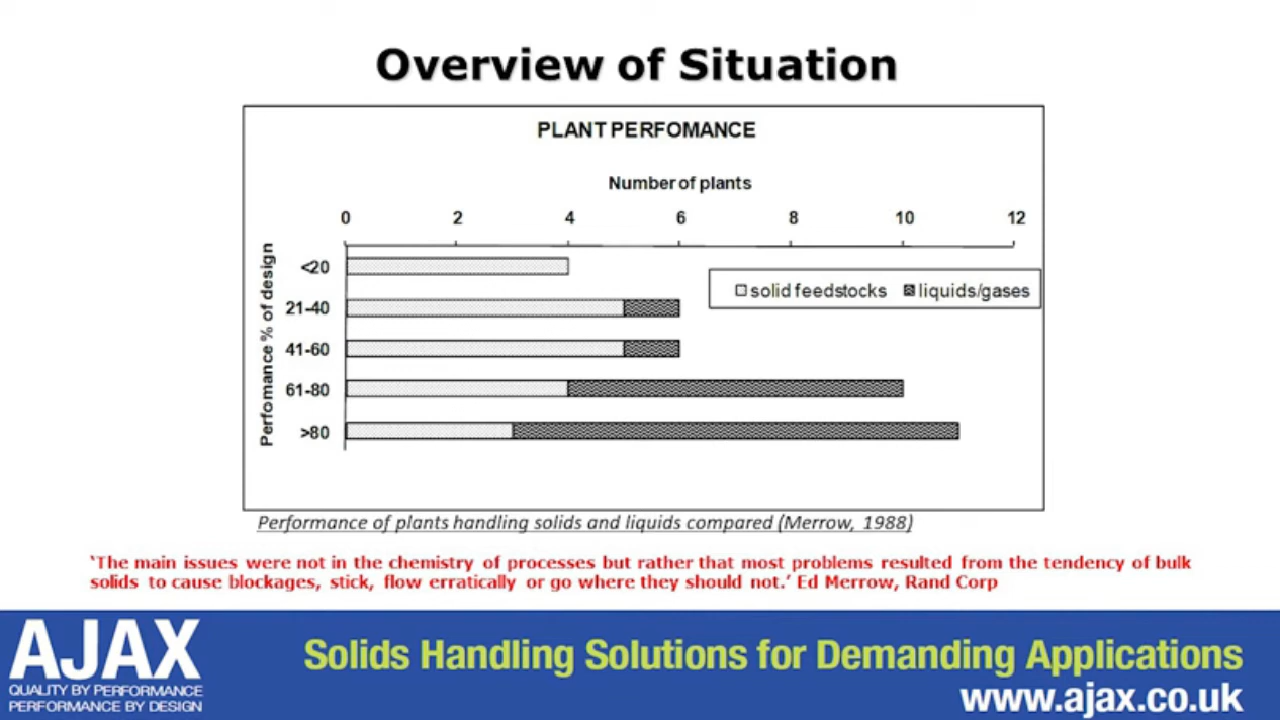 Overview of Situation
PLANT PERFOMANCE
Number of plants
0 2 4 6 8 10 12
Perfomance % of design
<20
21-40
41-60
61-80
>80
solid feedstocks liquids/gases
Performance of plants handling solids and liquids compared (Merrow, 1988)
‘The main issues were not in the chemistry of processes but rather that most problems resulted from the tendency of bulk
solids to cause blockages, stick, flow erratically or go where they should not.’ Ed Merrow, Rand Corp
AJAX
QUALITY BY PERFORMANCE
PERFORMANCE BY DESIGN
Solids Handling Solutions for Demanding Applications
www.ajax.co.uk